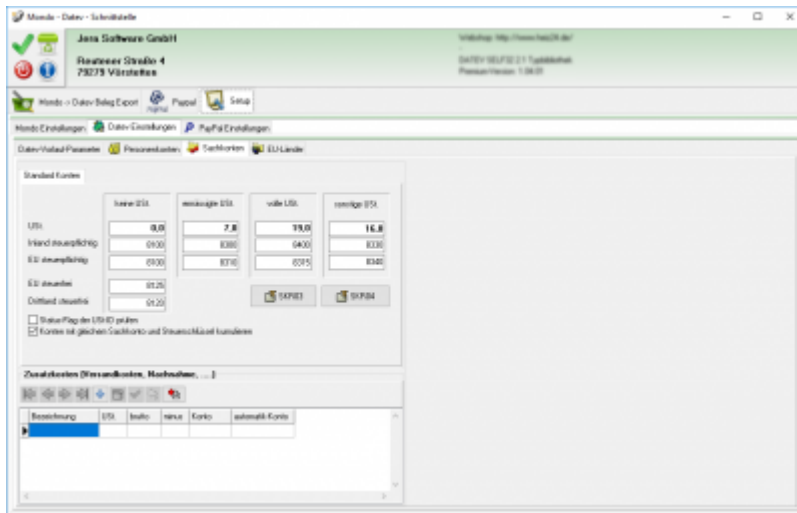 Mondo - Datev - Schnittstelle
Jera Software GmbH
Reutener Straße 4
79279 Vörstetten
Mondo -> Datev Beleg Export Paypal Setup
Mondo Einstellungen Datev-Einstellungen PayPal Einstellungen
Datev-Vorlauf-Parameter Personenkonten Sachkonten EU-Länder
Standard Konten
keine USt. ermässigte USt. volle USt. sonstige USt.
USt. 0,0 7,0 19,0 16,0
Inland steuerpflichtig 8100 8300 8400 8330
EU steuerpflichtig 8100 8310 8315 8340
EU steuerfrei 8125
Drittland steuerfrei 8120
SKR03 SKR04
Status-Flag der USt-ID prüfen
Konten mit gleichen Sachkonto und Steuerschlüssel kumulieren
Zusatzkosten (Versandkosten, Nachnahme, ... )
Bezeichnung USt. brutto minus Konto automatik-Konto